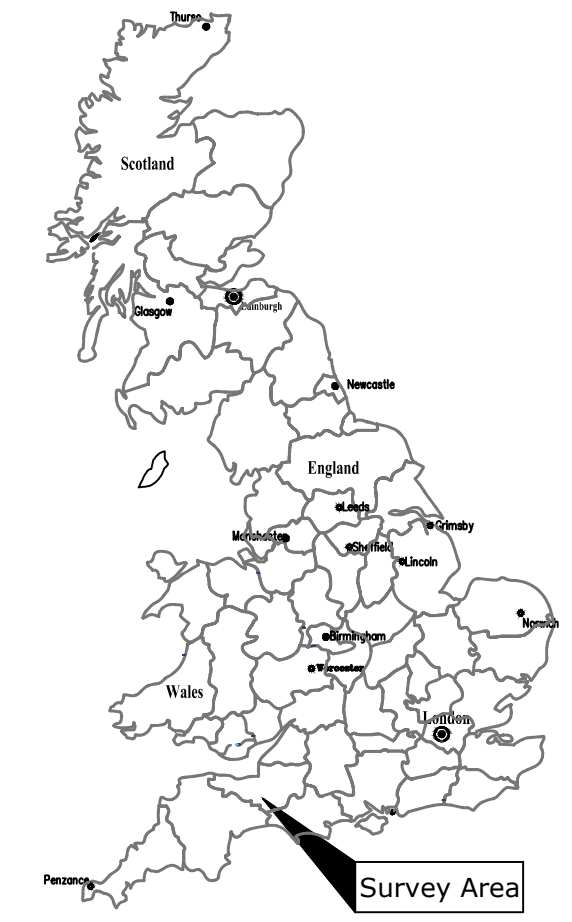 Thurso
Scotland
Edinburgh
Glasgow
Newcastle
England
Leeds
Grimsby
Manchester
Sheffield
Lincoln
Norwich
Birmingham
Worcester
Wales
London
Penzance
Survey Area